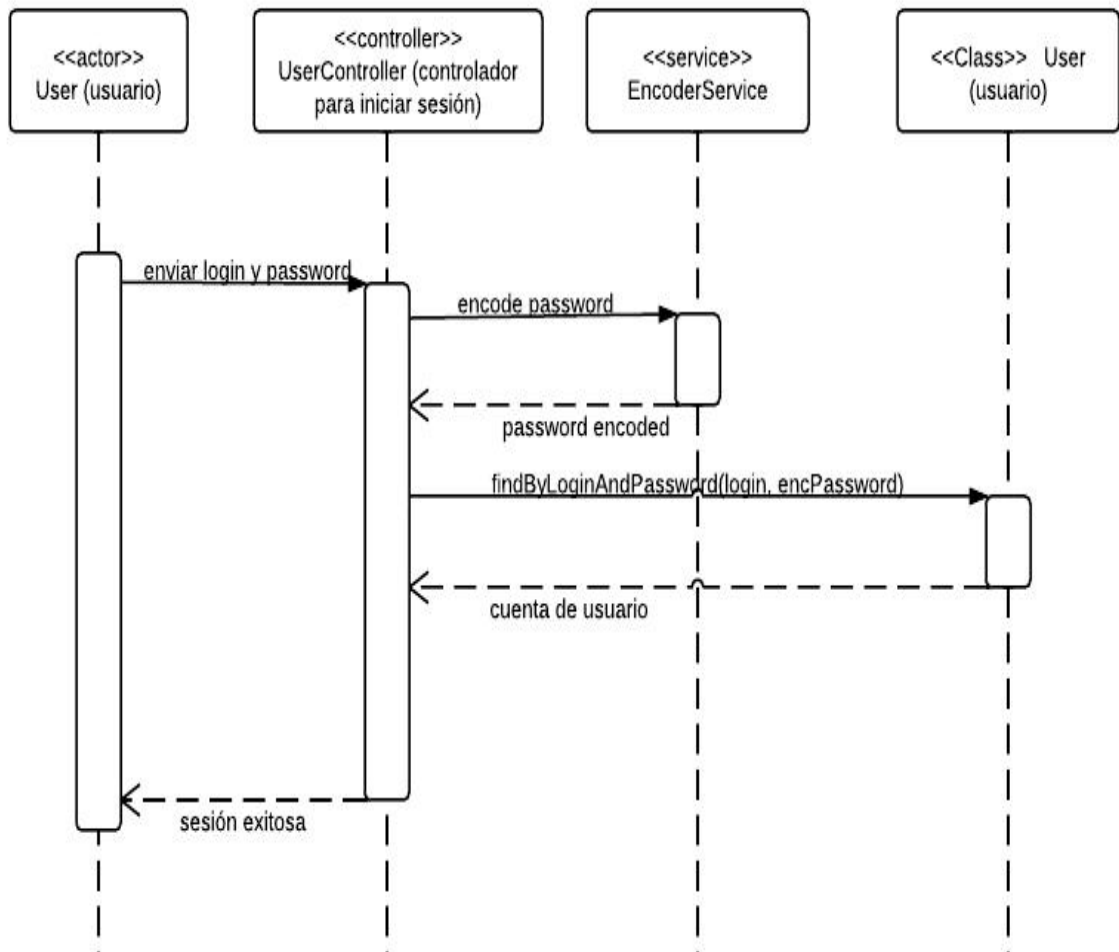 <<actor>>
User (usuario)
<<controller>>
UserController (controlador
para iniciar sesión)
<<service>>
EncoderService
<<Class>> User
(usuario)
enviar login y password
encode password
password encoded
findByLoginAndPassword(login, encPassword)
cuenta de usuario
sesión exitosa